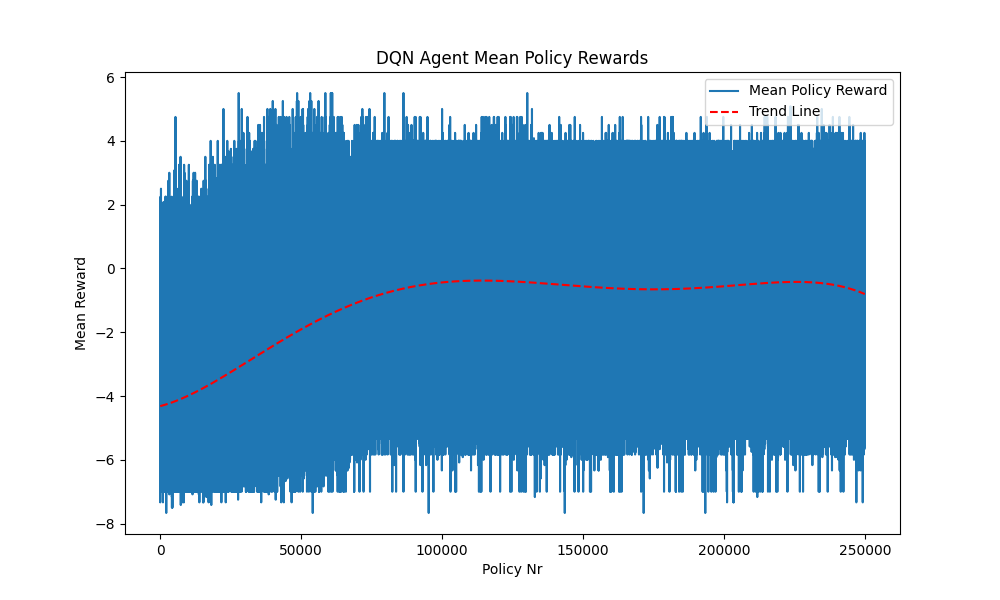 DQN Agent Mean Policy Rewards
Mean Policy Reward
Trend Line
Mean Reward
6
4
2
0
−2
−4
−6
−8
0
50000
100000
150000
200000
250000
Policy Nr